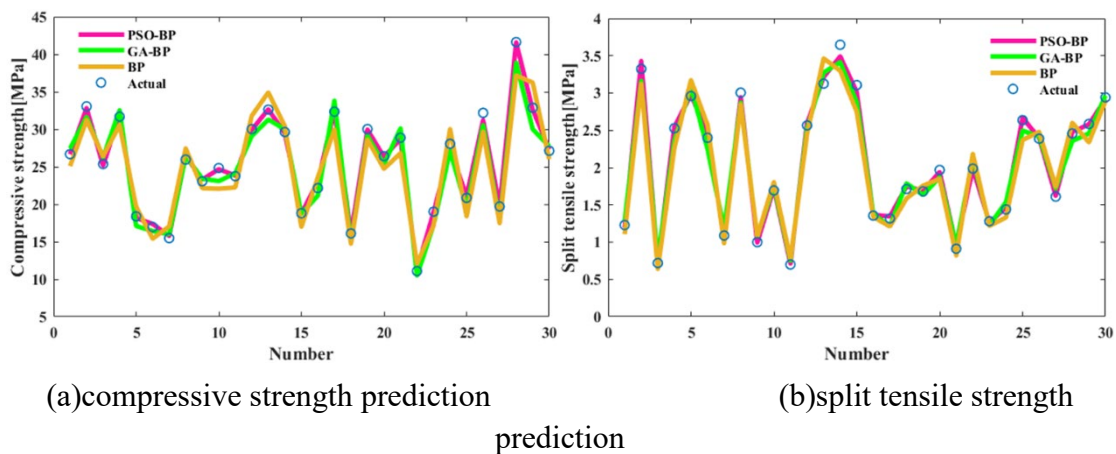 45
40
35
30
25
20
15
10
5
Compressive strength[MPa]
PSO-BP
GA-BP
BP
Actual
0 5 10 15 20 25 30
Number
4
3.5
3
2.5
2
1.5
1
0.5
0
Split tensile strength[MPa]
PSO-BP
GA-BP
BP
Actual
0 5 10 15 20 25 30
Number
(a)compressive strength prediction (b)split tensile strength
prediction